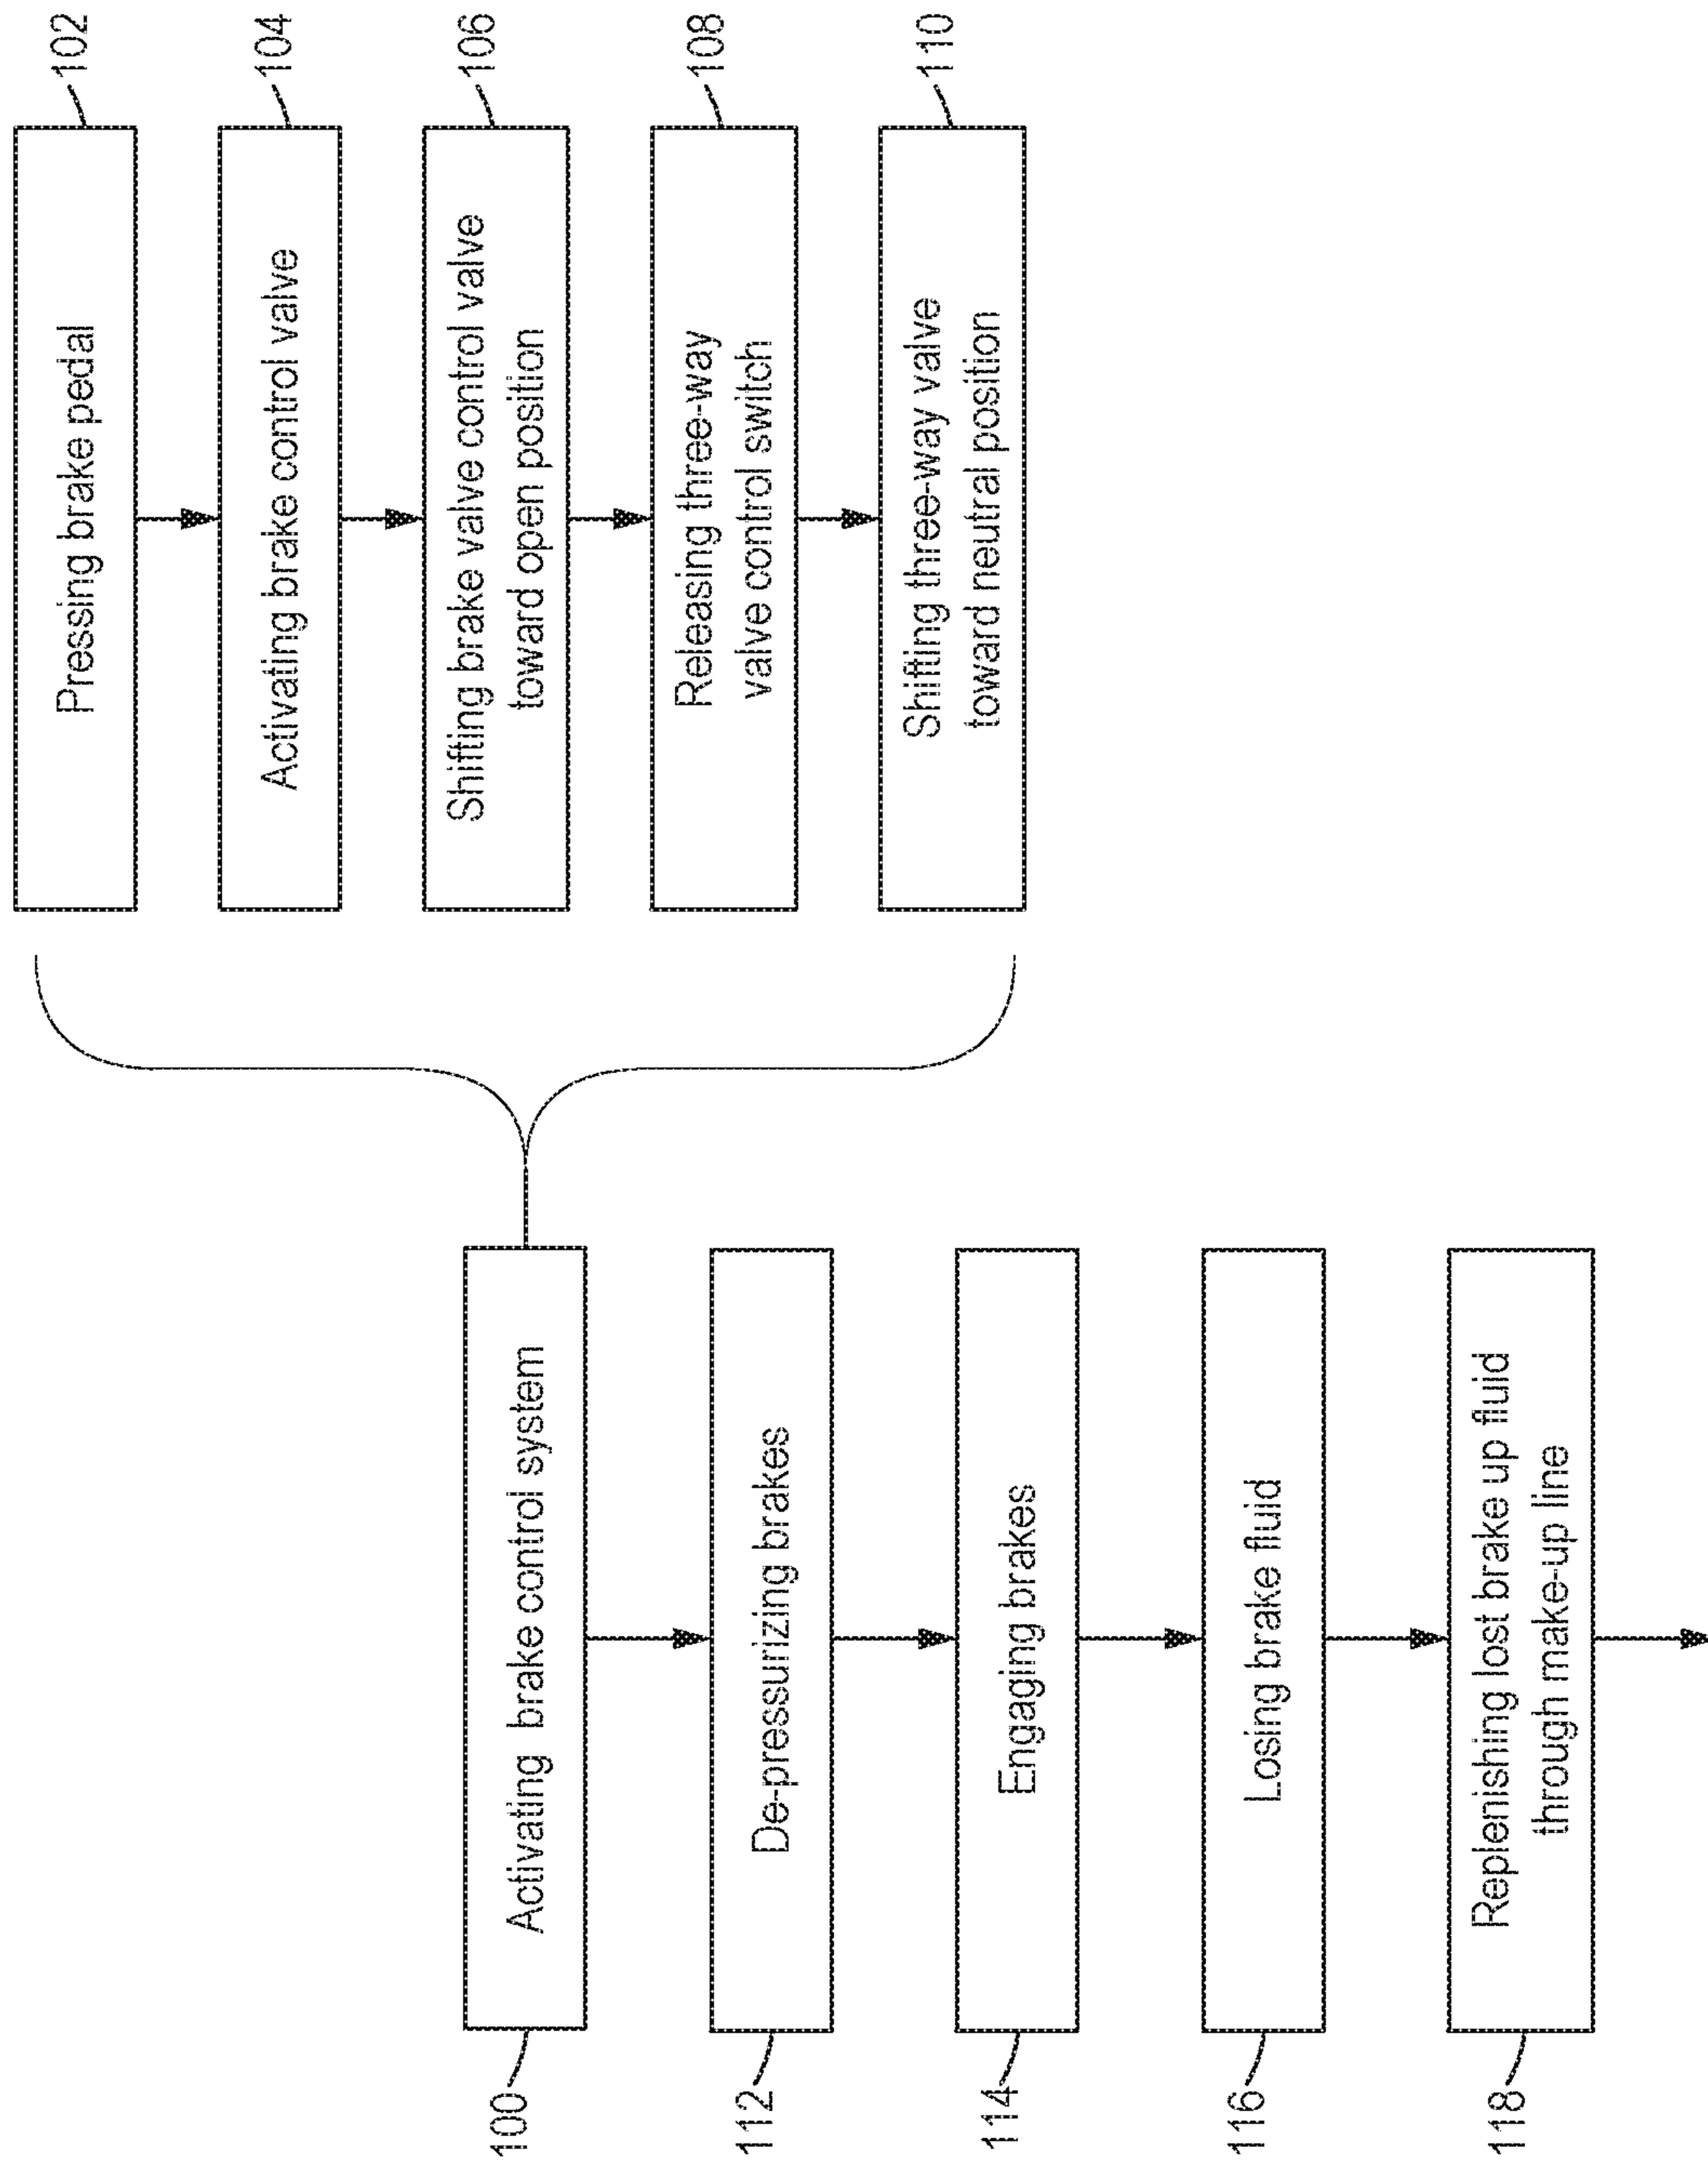 100
Activating brake control system
102
Pressing brake pedal
104
Activating brake control valve
106
Shifting brake valve control valve
toward open position
108
Releasing three-way
valve control switch
110
Shifting three-way valve
toward neutral position
112
De-pressurizing brakes
114
Engaging brakes
116
Losing brake fluid
118
Replenishing lost brake up fluid
through make-up line